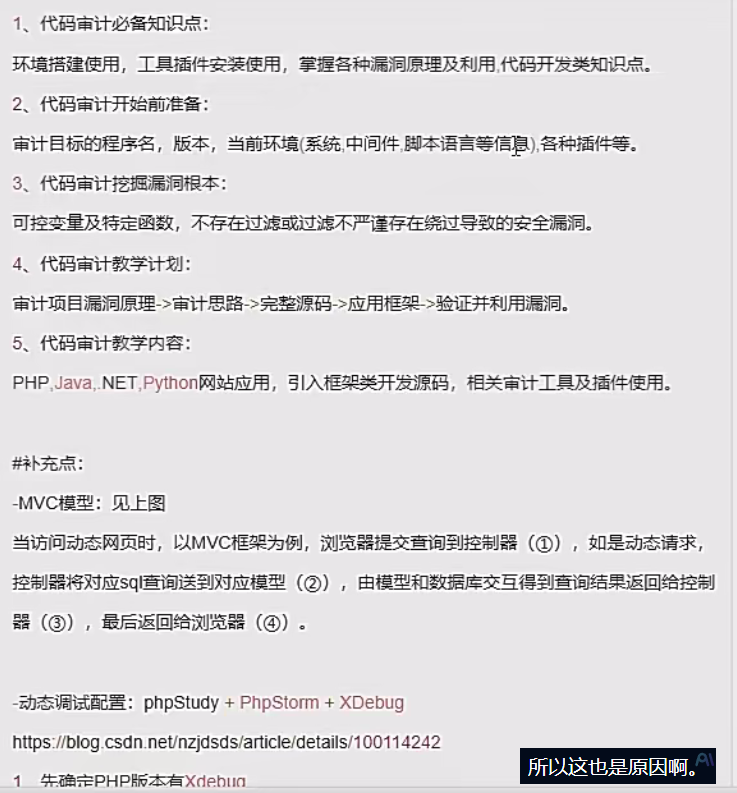 1、代码审计必备知识点：
环境搭建使用，工具插件安装使用，掌握各种漏洞原理及利用,代码开发类知识点。
2、代码审计开始前准备：
审计目标的程序名，版本，当前环境(系统,中间件,脚本语言等信息),各种插件等。
3、代码审计挖掘漏洞根本：
可控变量及特定函数，不存在过滤或过滤不严谨存在绕过导致的安全漏洞。
4、代码审计教学计划：
审计项目漏洞原理->审计思路->完整源码->应用框架->验证并利用漏洞。
5、代码审计教学内容：
PHP,Java,.NET,Python网站应用，引入框架类开发源码，相关审计工具及插件使用。
#补充点：
-MVC模型：见上图
当访问动态网页时，以MVC框架为例，浏览器提交查询到控制器（①），如是动态请求，
控制器将对应sql查询送到对应模型（②），由模型和数据库交互得到查询结果返回给控制
器（③），最后返回给浏览器（④）。
-动态调试配置：phpStudy + PhpStorm + XDebug
https://blog.csdn.net/nzjdsds/article/details/100114242
1、先确定PHP版本有Xdebug
所以这也是原因啊。
AI